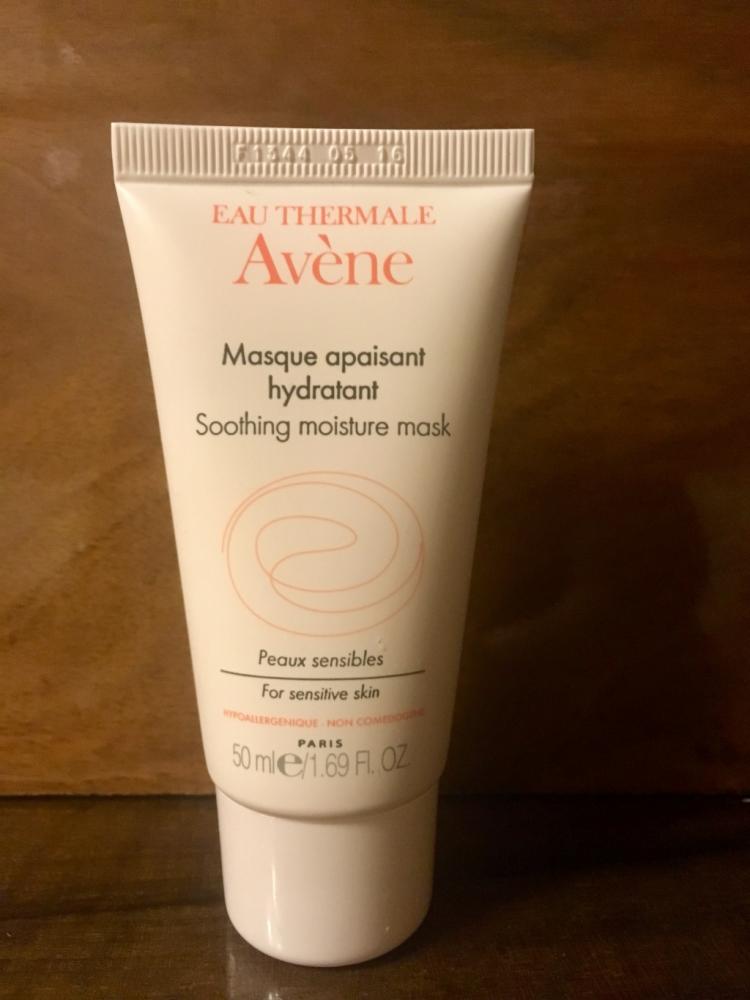 F1344 05 16
EAU THERMALE
Avène
Masque apaisant
hydratant
Soothing moisture mask
Peaux sensibles
For sensitive skin
HYPOALLERGENIQUE - NON COMEDOGENE
PARIS
50 ml e/1.69 Fl. OZ.